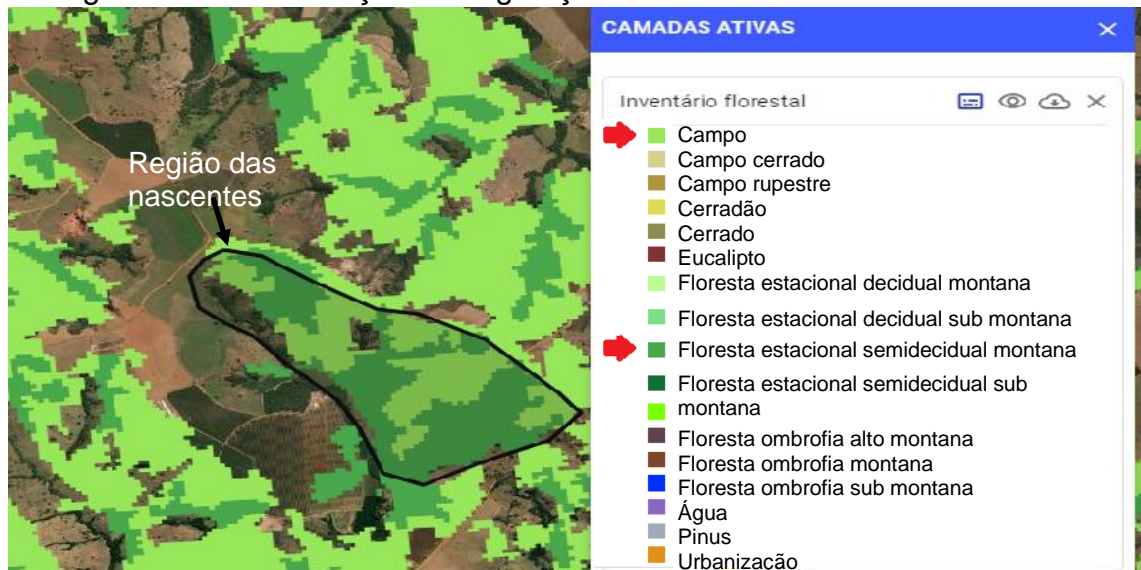 CAMADAS ATIVAS
Inventário florestal
Campo
Campo cerrado
Campo rupestre
Cerradão
Cerrado
Eucalipto
Floresta estacional decidual montana
Floresta estacional decidual sub montana
Floresta estacional semidecidual montana
Floresta estacional semidecidual sub
montana
Floresta ombrofia alto montana
Floresta ombrofia montana
Floresta ombrofia sub montana
Água
Pinus
Urbanização
Região das
nascentes